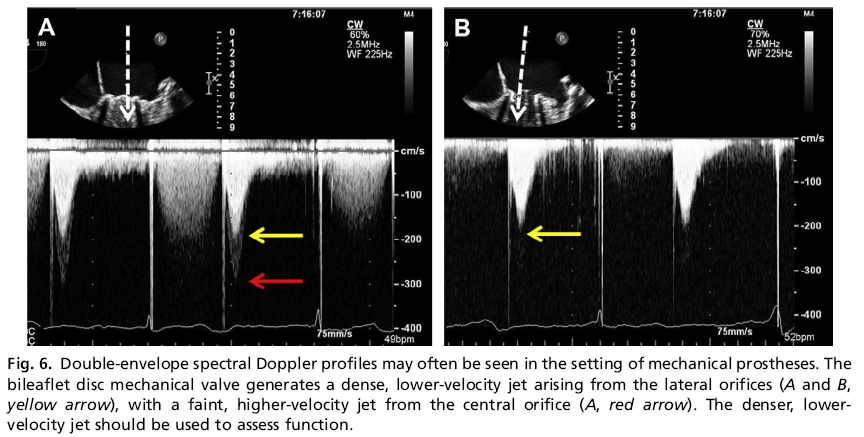 A
7:16:07
CW
60%
2.5MHz
WF 225Hz
M4
180
P
0
1
2
3
4
5
6
7
8
9
X
cm/s
-100
-200
-300
-400
C
C
75mm/s
49bpm
B
7:16:07
CW
70%
2.5MHz
WF 225Hz
M4
P
0
1
2
3
4
5
6
7
8
9
X
cm/s
-100
-200
-300
-400
75mm/s
52bpm
Fig. 6. Double-envelope spectral Doppler profiles may often be seen in the setting of mechanical prostheses. The
bileaflet disc mechanical valve generates a dense, lower-velocity jet arising from the lateral orifices (A and B,
yellow arrow), with a faint, higher-velocity jet from the central orifice (A, red arrow). The denser, lower-
velocity jet should be used to assess function.